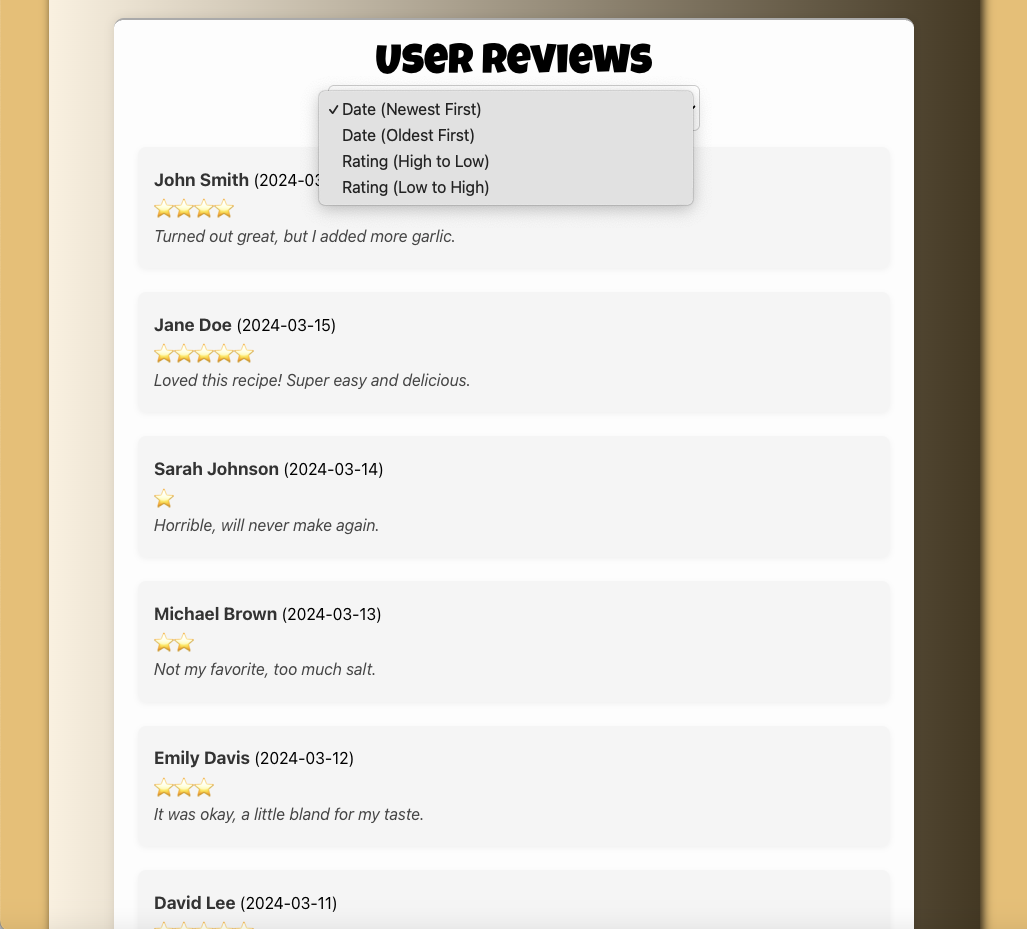 User Reviews
✓ Date (Newest First)
Date (Oldest First)
Rating (High to Low)
Rating (Low to High)
John Smith (2024-03
Turned out great, but I added more garlic.
Jane Doe (2024-03-15)
Loved this recipe! Super easy and delicious.
Sarah Johnson (2024-03-14)
Horrible, will never make again.
Michael Brown (2024-03-13)
Not my favorite, too much salt.
Emily Davis (2024-03-12)
It was okay, a little bland for my taste.
David Lee (2024-03-11)